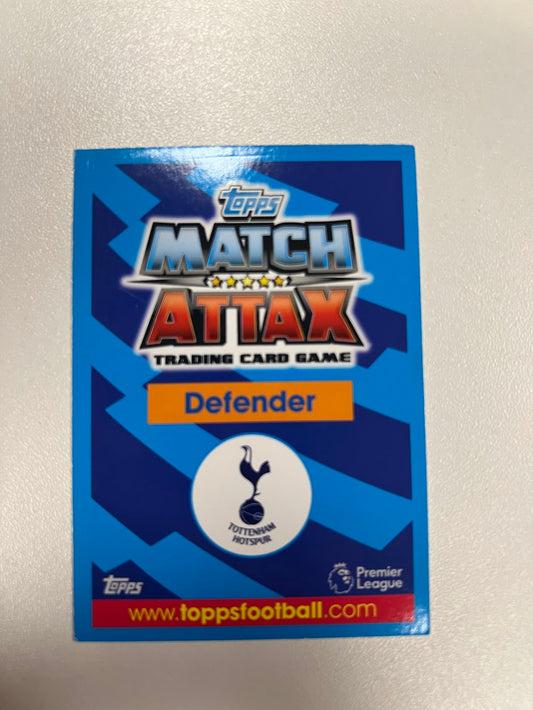 topps
MATCH
ATTAX
TRADING CARD GAME
Defender
TOTTENHAM
HOTSPUR
topps
Premier
League
www.toppsfootball.com